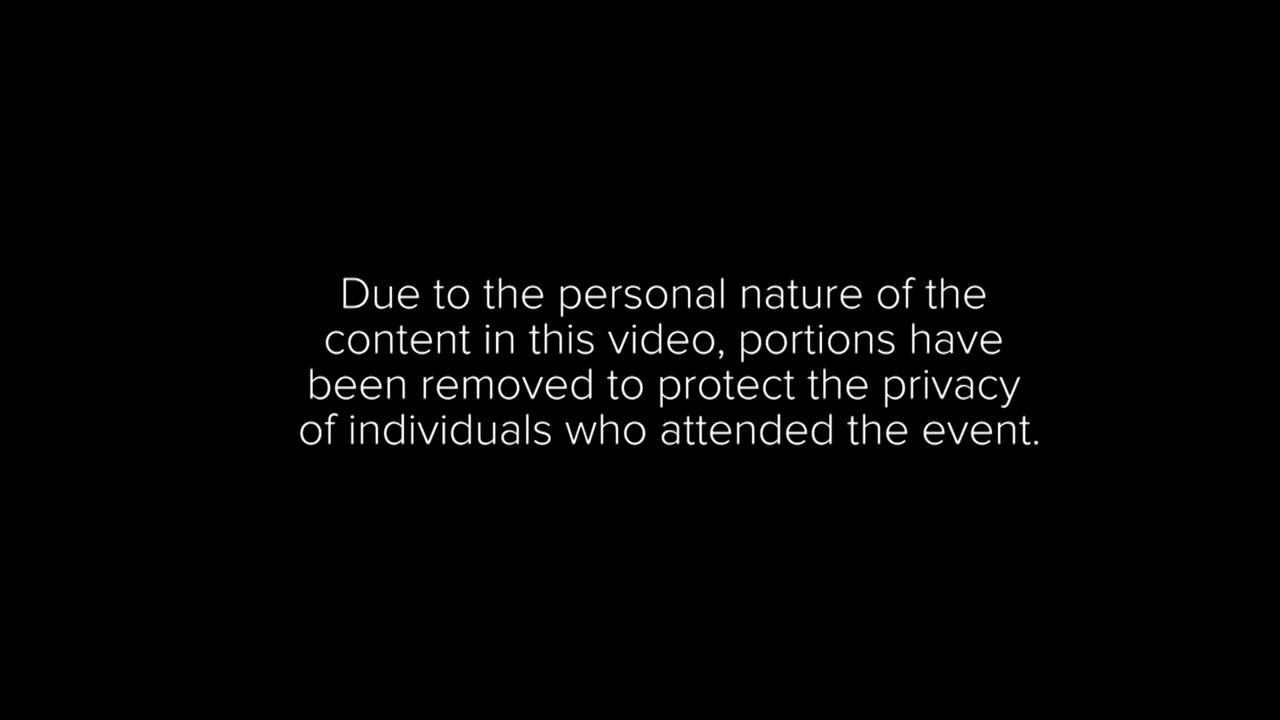 Due to the personal nature of the
content in this video, portions have
been removed to protect the privacy
of individuals who attended the event.